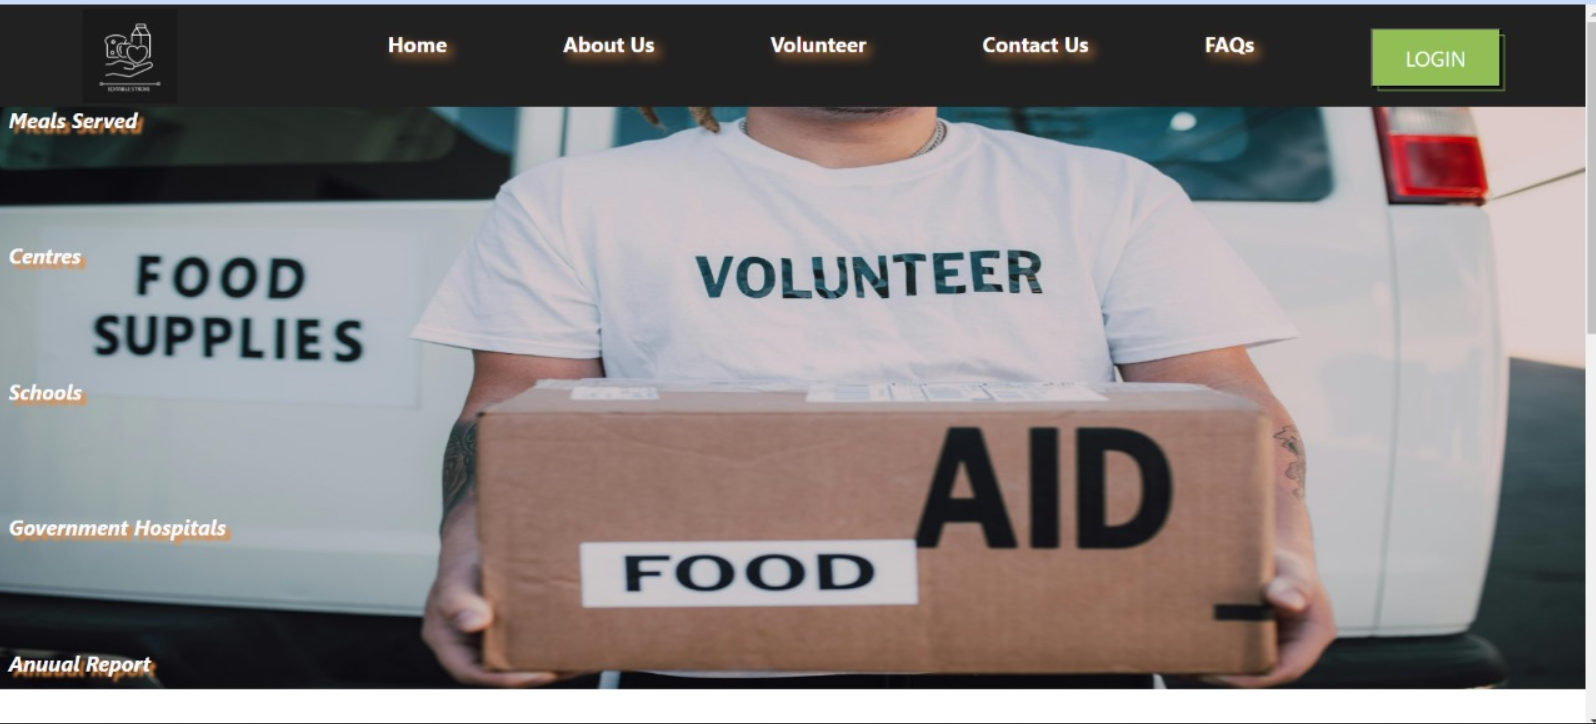 Home About Us Volunteer Contact Us FAQs LOGIN
Meals Served
Centres
FOOD
SUPPLIES
VOLUNTEER
Schools
AID
Government Hospitals
FOOD
Anuual Report